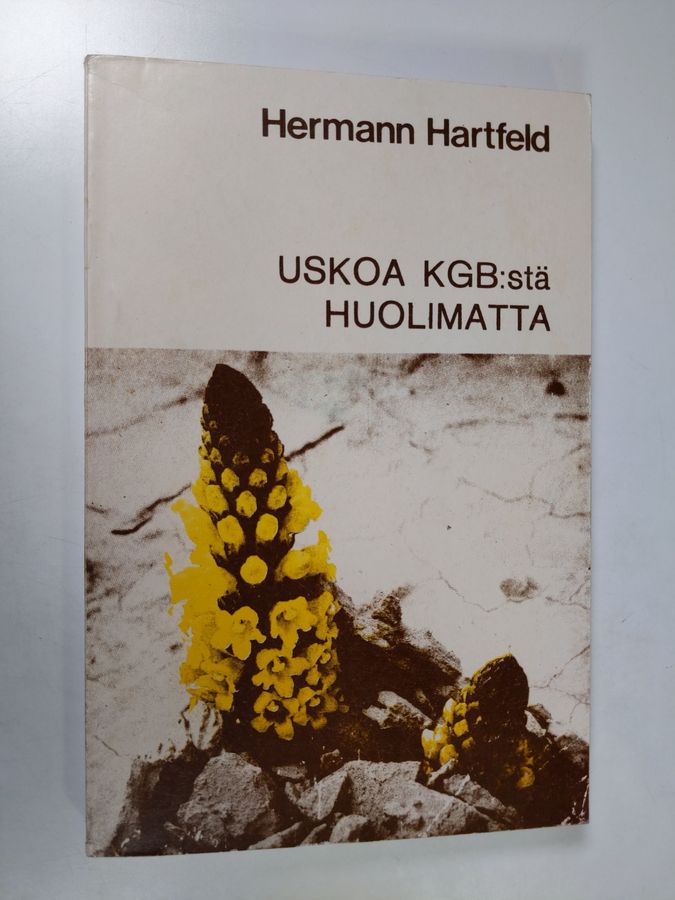 Hermann Hartfeld
USKOA KGB:stä
HUOLIMATTA